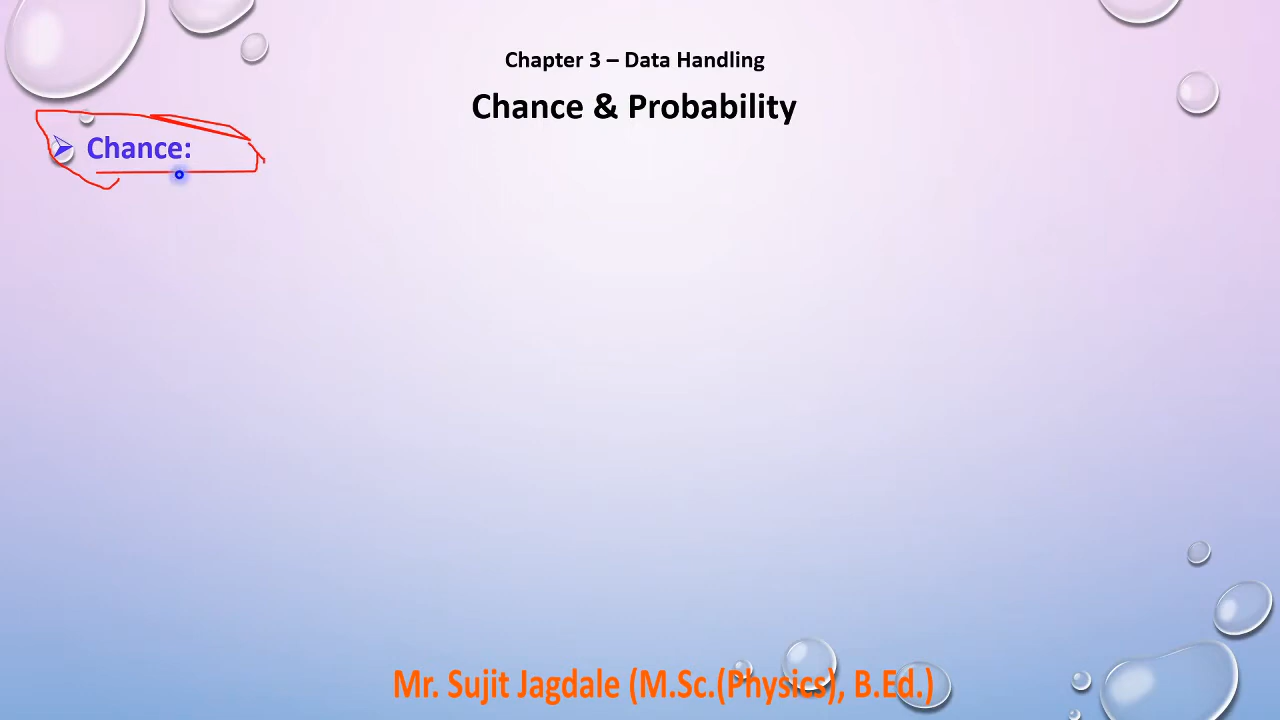 Chapter 3 – Data Handling
Chance & Probability
Chance:
Mr. Sujit Jagdale (M.Sc.(Physics), B.Ed.)